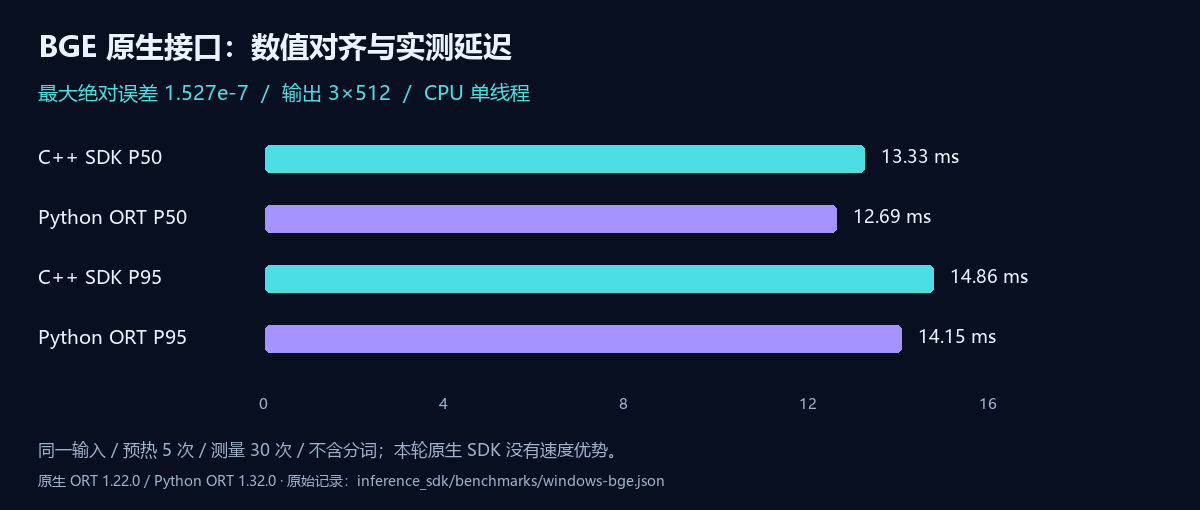 BGE 原生接口：数值对齐与实测延迟
最大绝对误差 1.527e-7 / 输出 3×512 / CPU 单线程
C++ SDK P50 13.33 ms
Python ORT P50 12.69 ms
C++ SDK P95 14.86 ms
Python ORT P95 14.15 ms
0 4 8 12 16
同一输入 / 预热 5 次 / 测量 30 次 / 不含分词；本轮原生 SDK 没有速度优势。
原生 ORT 1.22.0 / Python ORT 1.32.0 · 原始记录：inference_sdk/benchmarks/windows-bge.json